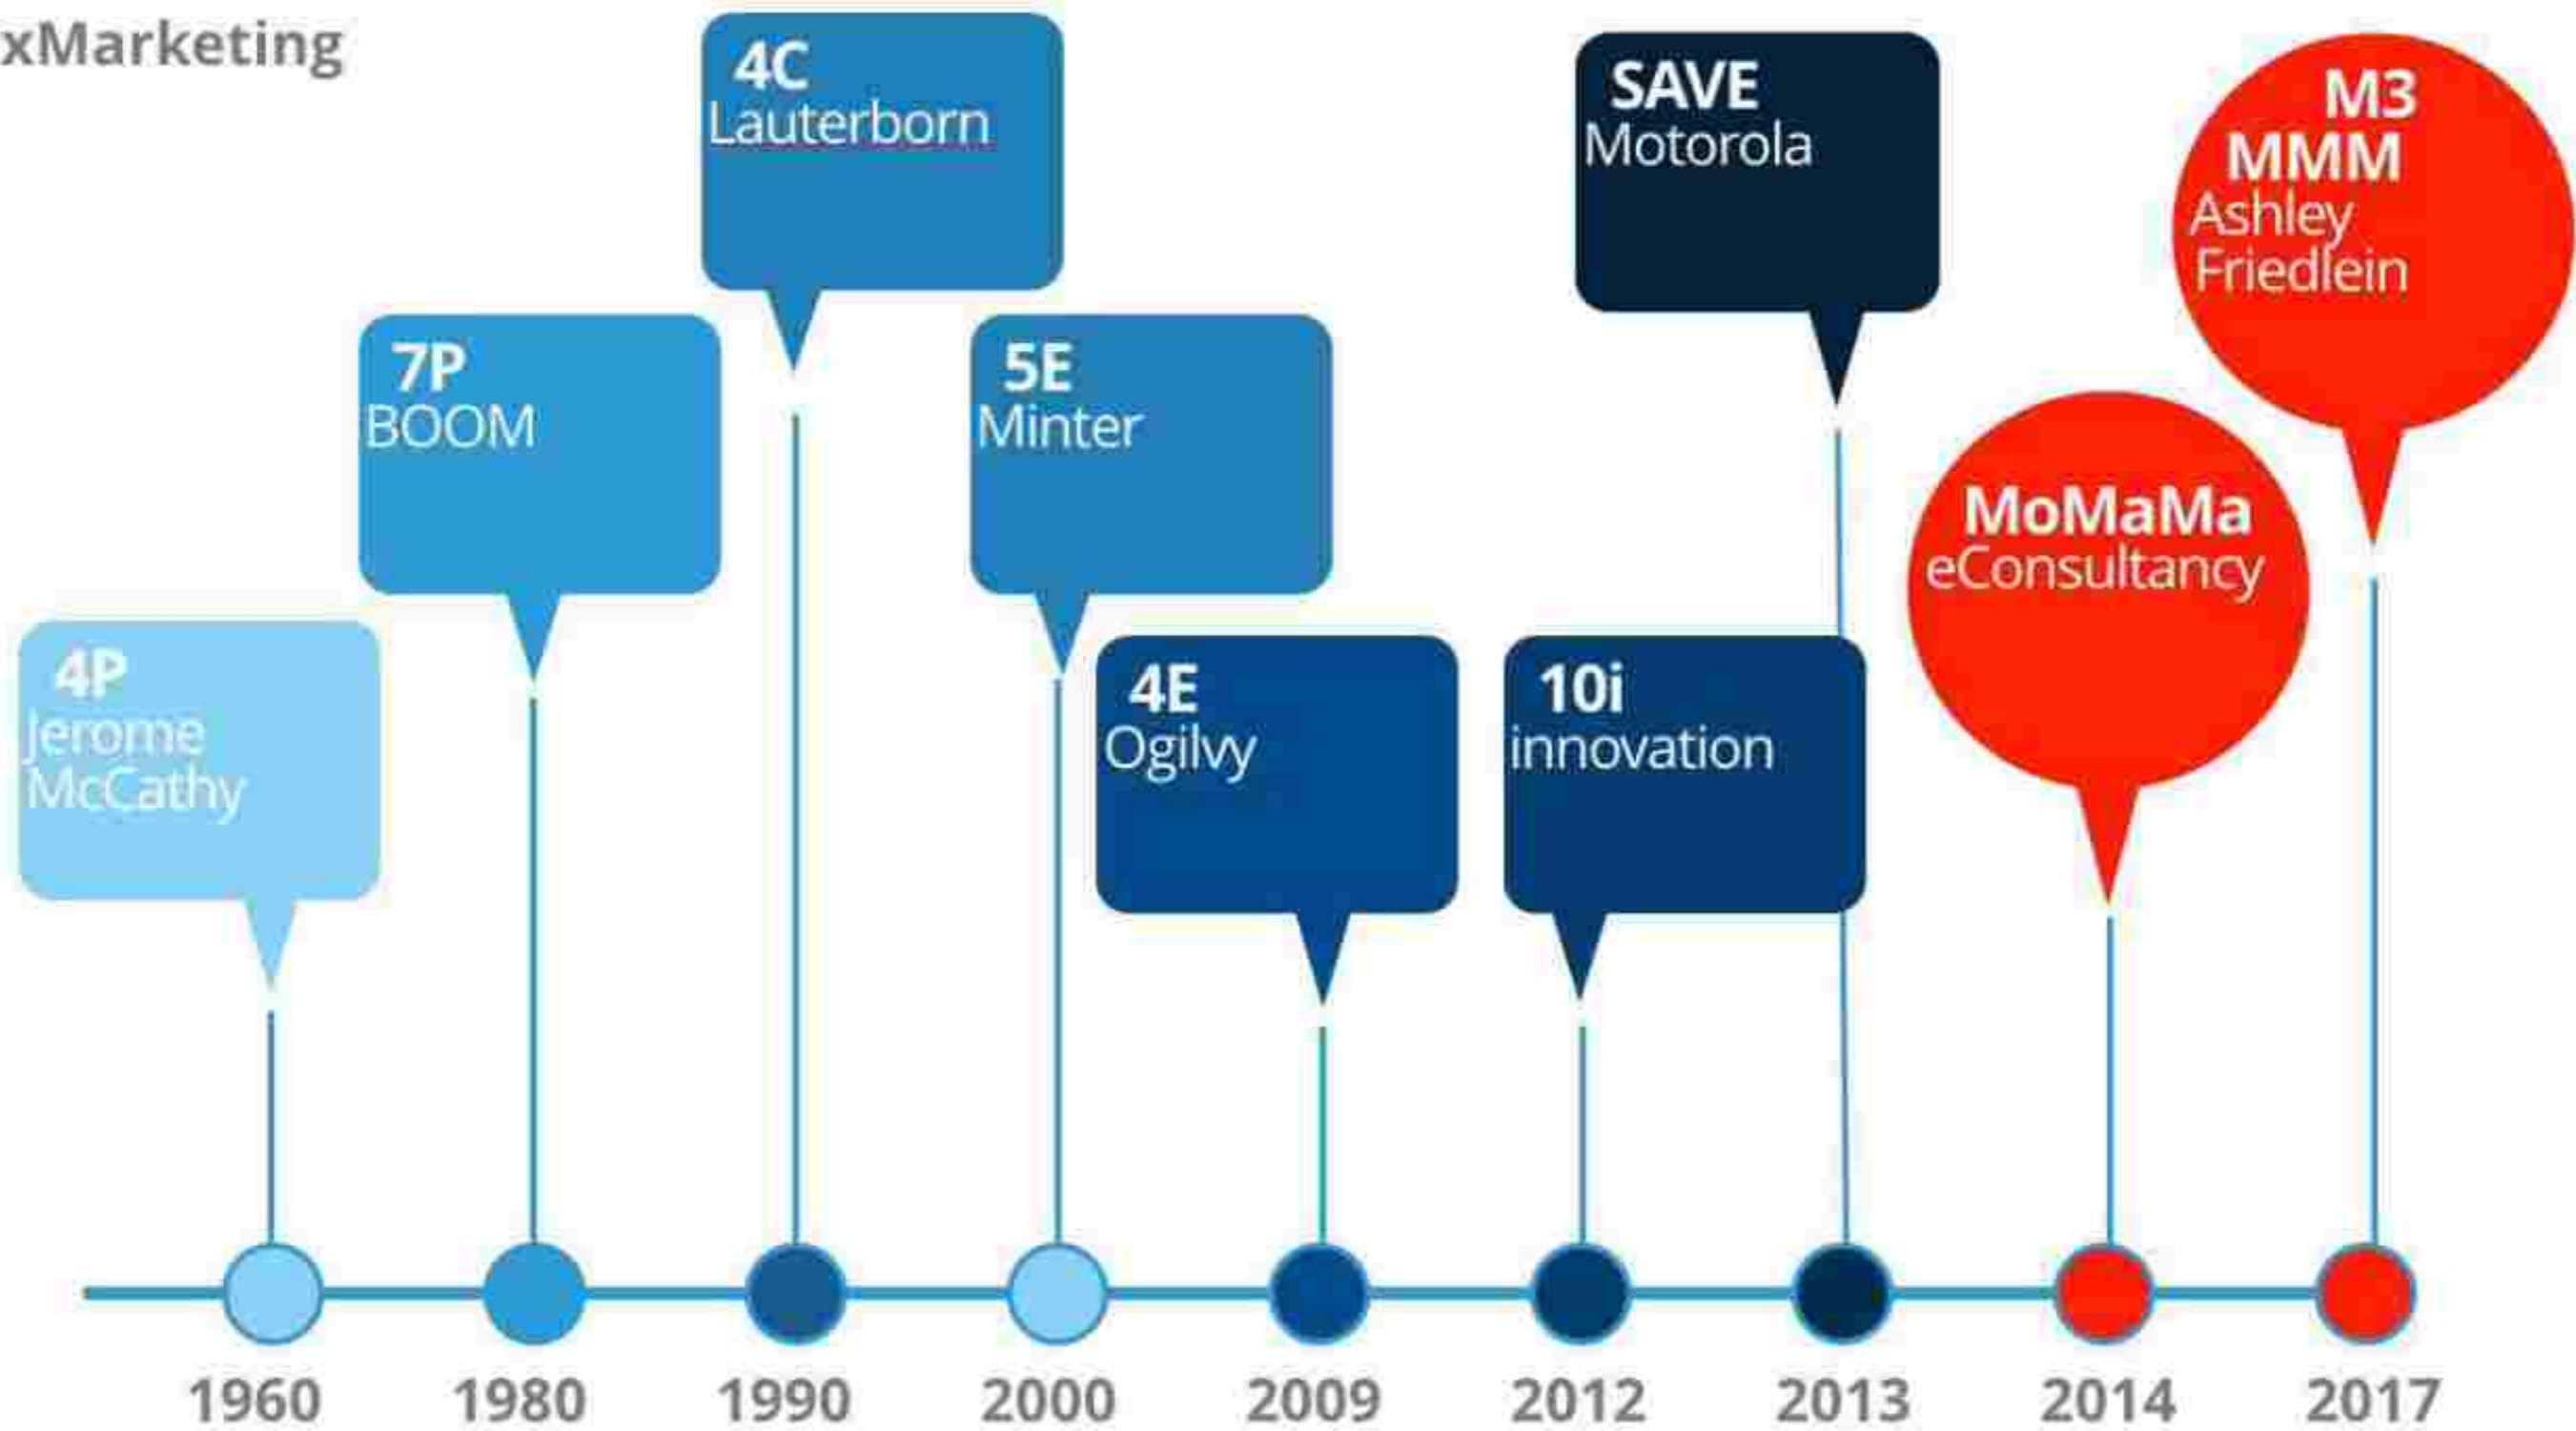 xMarketing
4P
Jerome
McCathy
7P
BOOM
4C
Lauterborn
5E
Minter
4E
Ogilvy
10i
innovation
SAVE
Motorola
MoMaMa
eConsultancy
M3
MMM
Ashley
Friedlein
1960
1980
1990
2000
2009
2012
2013
2014
2017